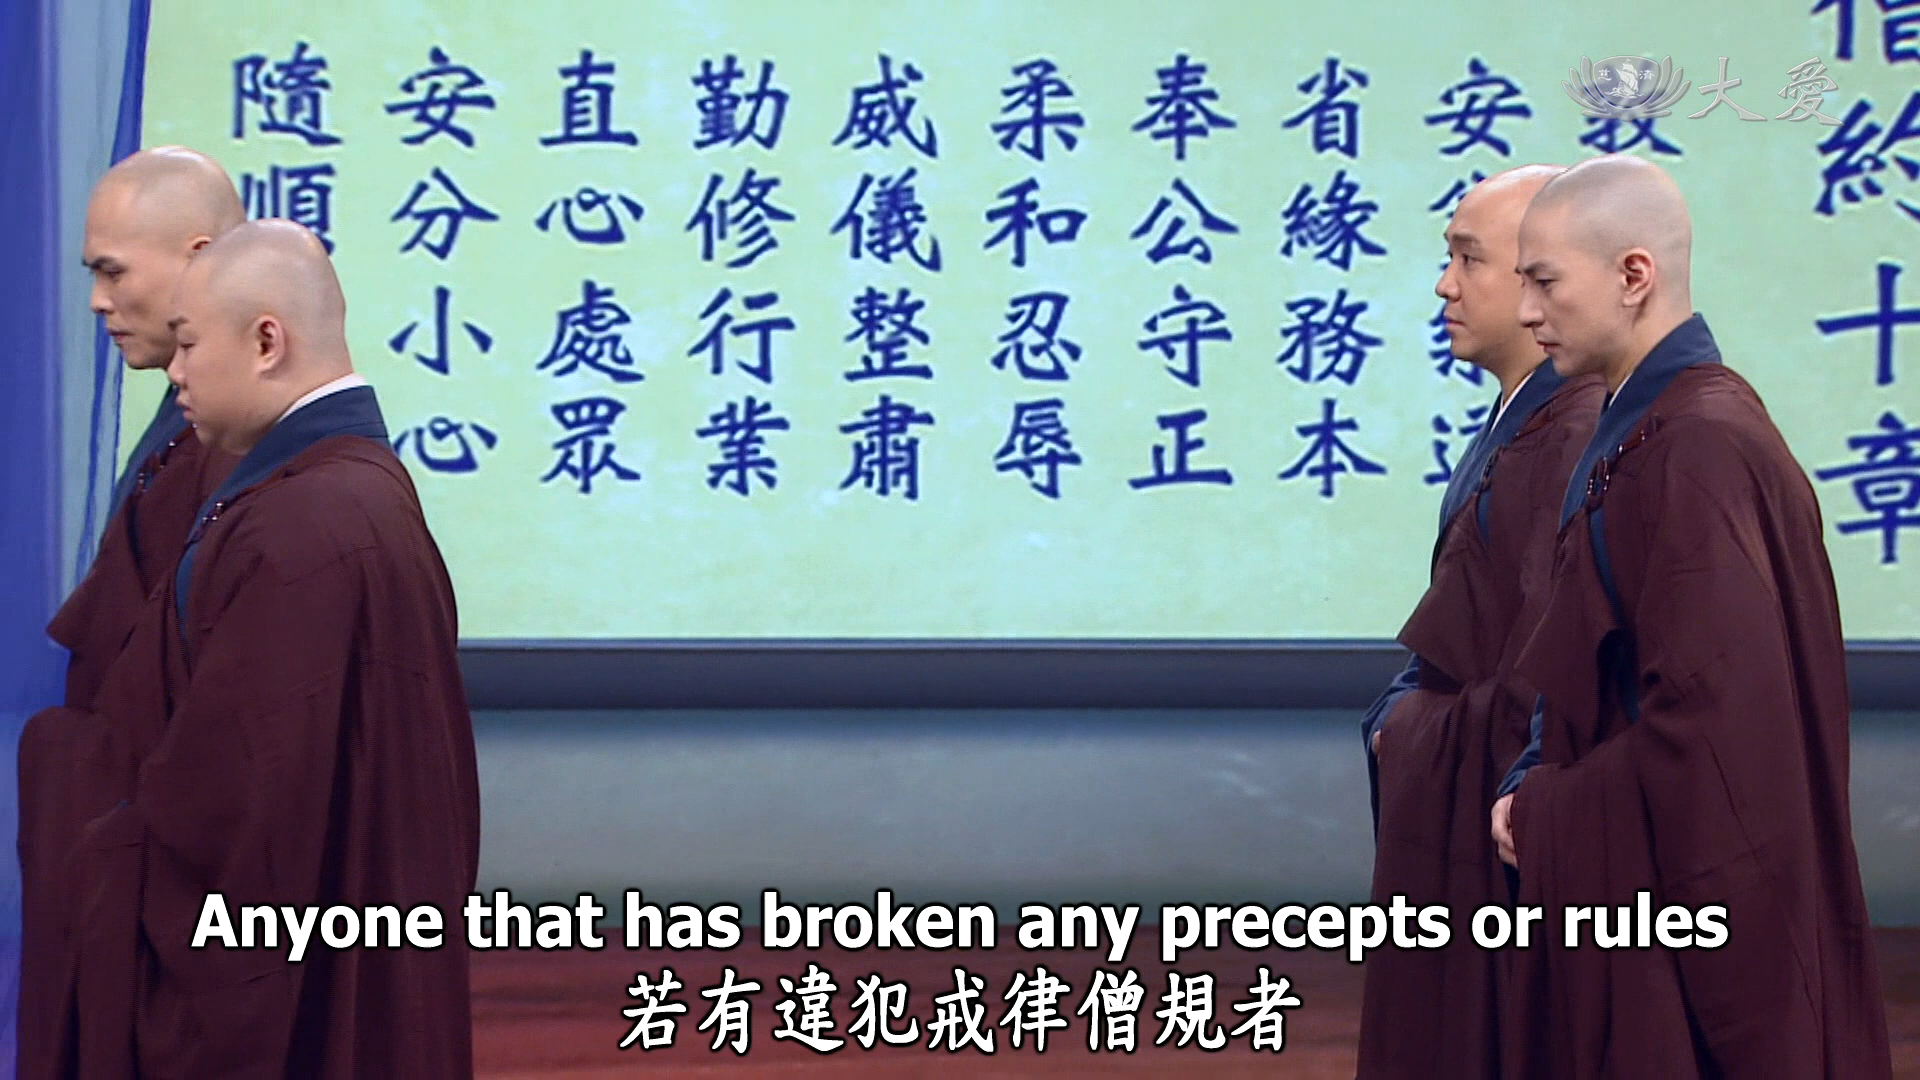 大愛
僧約十章
安
省緣務本
奉公守正
柔和忍辱
威儀整肅
勤修行業
直心處眾
安分小心
隨順
Anyone that has broken any precepts or rules
若有違犯戒律僧規者